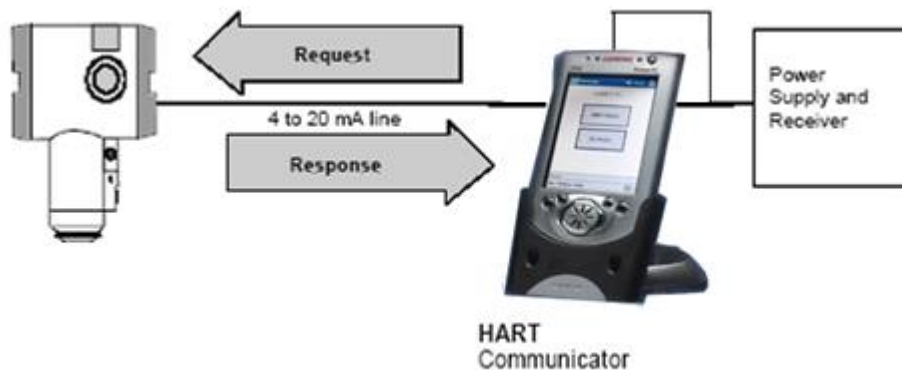 Request
4 to 20 mA line
Response
Power
Supply and
Receiver
HART
Communicator